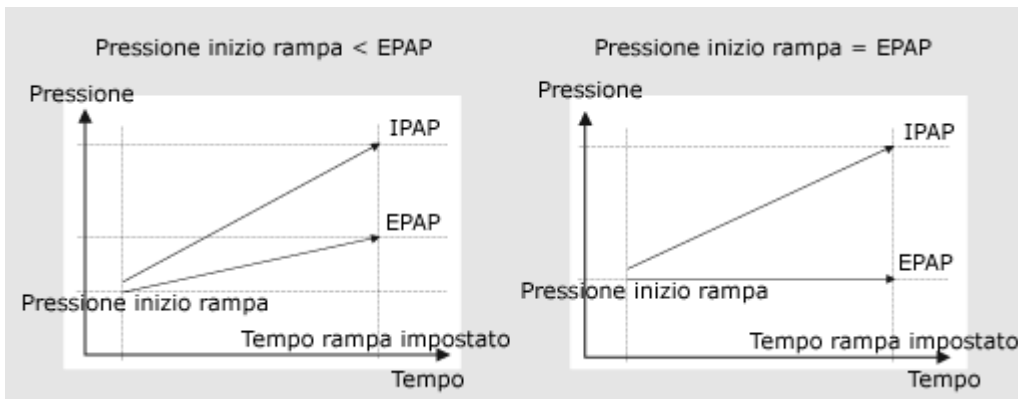 Pressione inizio rampa < EPAP
Pressione
IPAP
EPAP
Pressione inizio rampa
Tempo rampa impostato
Tempo
Pressione inizio rampa = EPAP
Pressione
IPAP
EPAP
Pressione inizio rampa
Tempo rampa impostato
Tempo